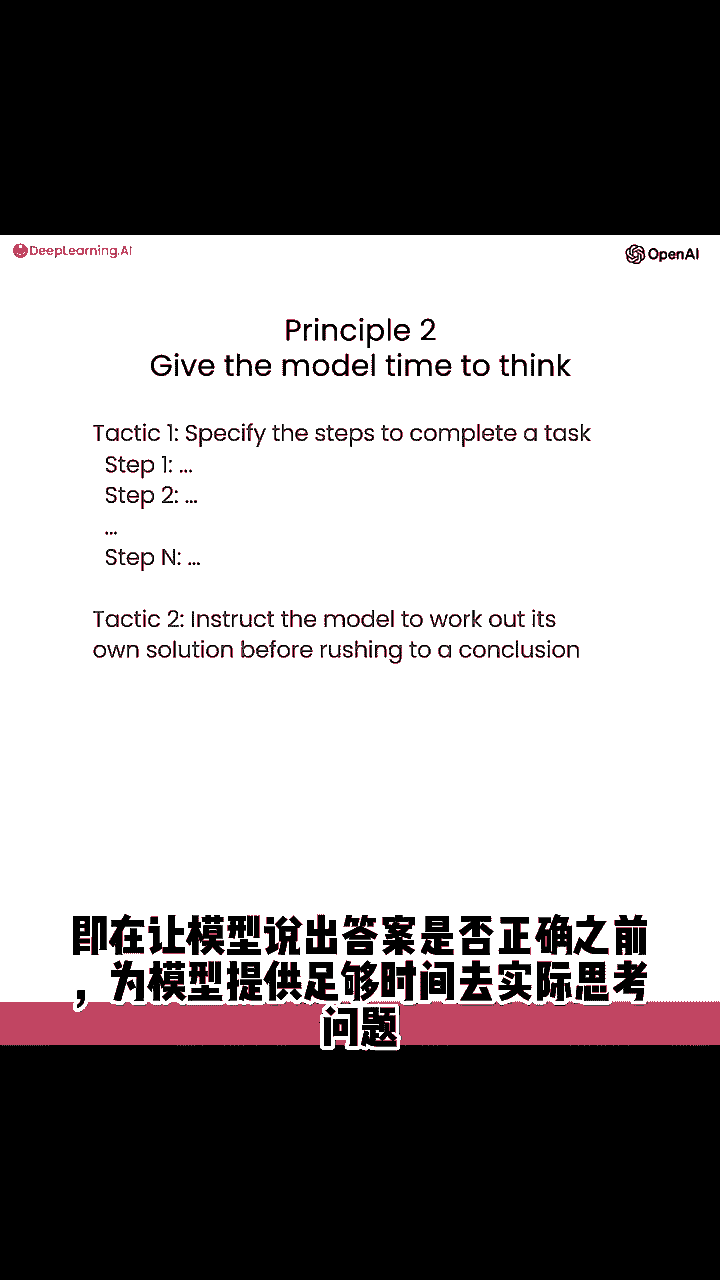 DeepLearning.AI
OpenAI
Principle 2
Give the model time to think
Tactic 1: Specify the steps to complete a task
Step 1: ...
Step 2: ...
...
Step N: ...
Tactic 2: Instruct the model to work out its
own solution before rushing to a conclusion
即在让模型说出答案是否正确之前
，为模型提供足够时间去实际思考
问题